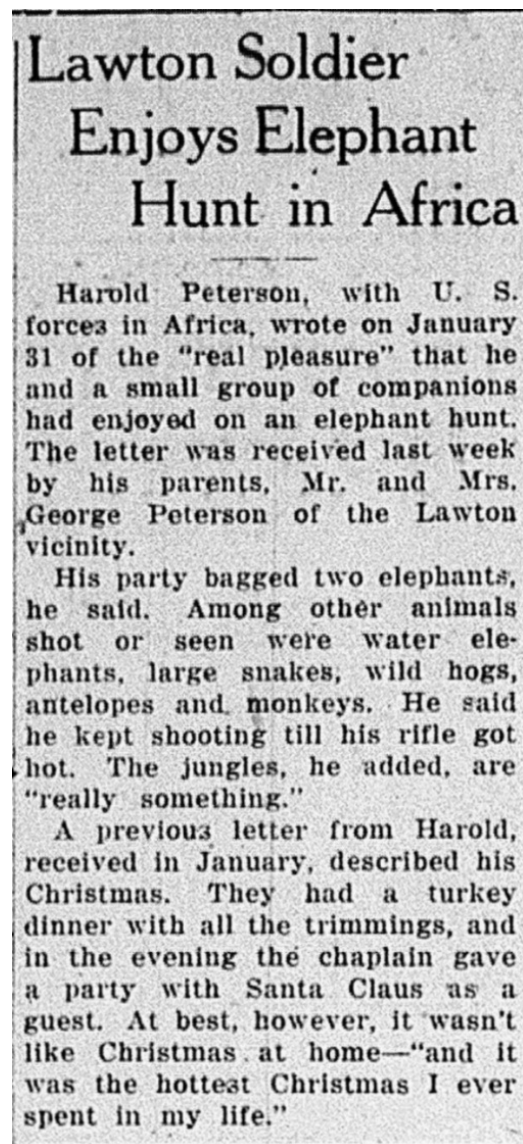 Lawton Soldier
Enjoys Elephant
Hunt in Africa
Harold Peterson, with U. S.
forces in Africa, wrote on January
31 of the "real pleasure" that he
and a small group of companions
had enjoyed on an elephant hunt.
The letter was received last week
by his parents, Mr. and Mrs.
George Peterson of the Lawton
vicinity.
His party bagged two elephants,
he said. Among other animals
shot or seen were water ele-
phants, large snakes, wild hogs,
antelopes and monkeys. He said
he kept shooting till his rifle got
hot. The jungles, he added, are
"really something."
A previous letter from Harold,
received in January, described his
Christmas. They had a turkey
dinner with all the trimmings, and
in the evening the chaplain gave
a party with Santa Claus as a
guest. At best, however, it wasn't
like Christmas at home—"and it
was the hottest Christmas I ever
spent in my life."